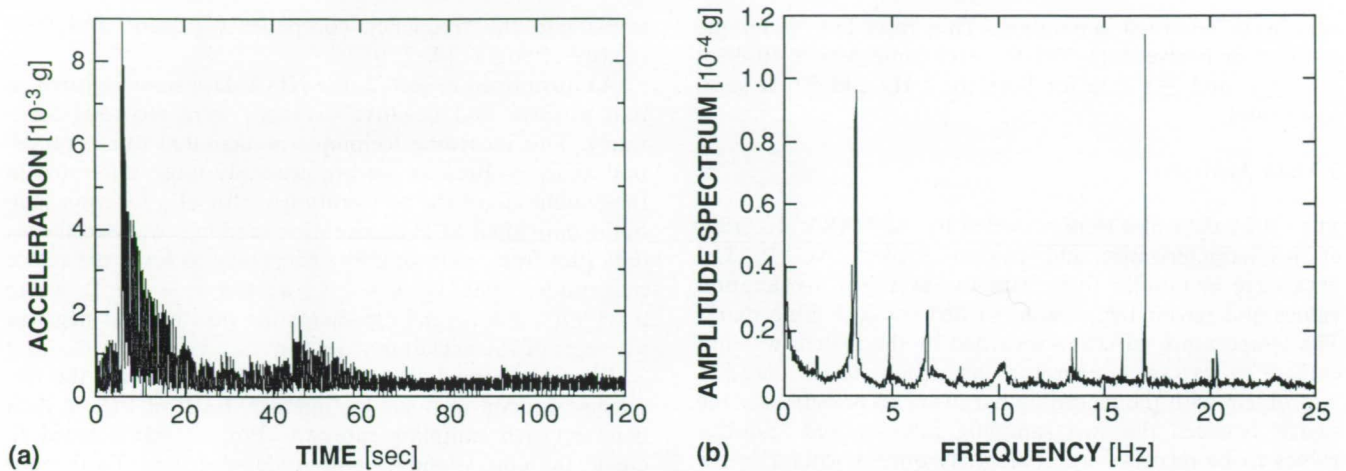 8
6
4
2
0
ACCELERATION [10-3 g]
0 20 40 60 80 100 120
(a) TIME [sec]
1.2
1.0
0.8
0.6
0.4
0.2
0
AMPLITUDE SPECTRUM [10-4 g]
0 5 10 15 20 25
(b) FREQUENCY [Hz]